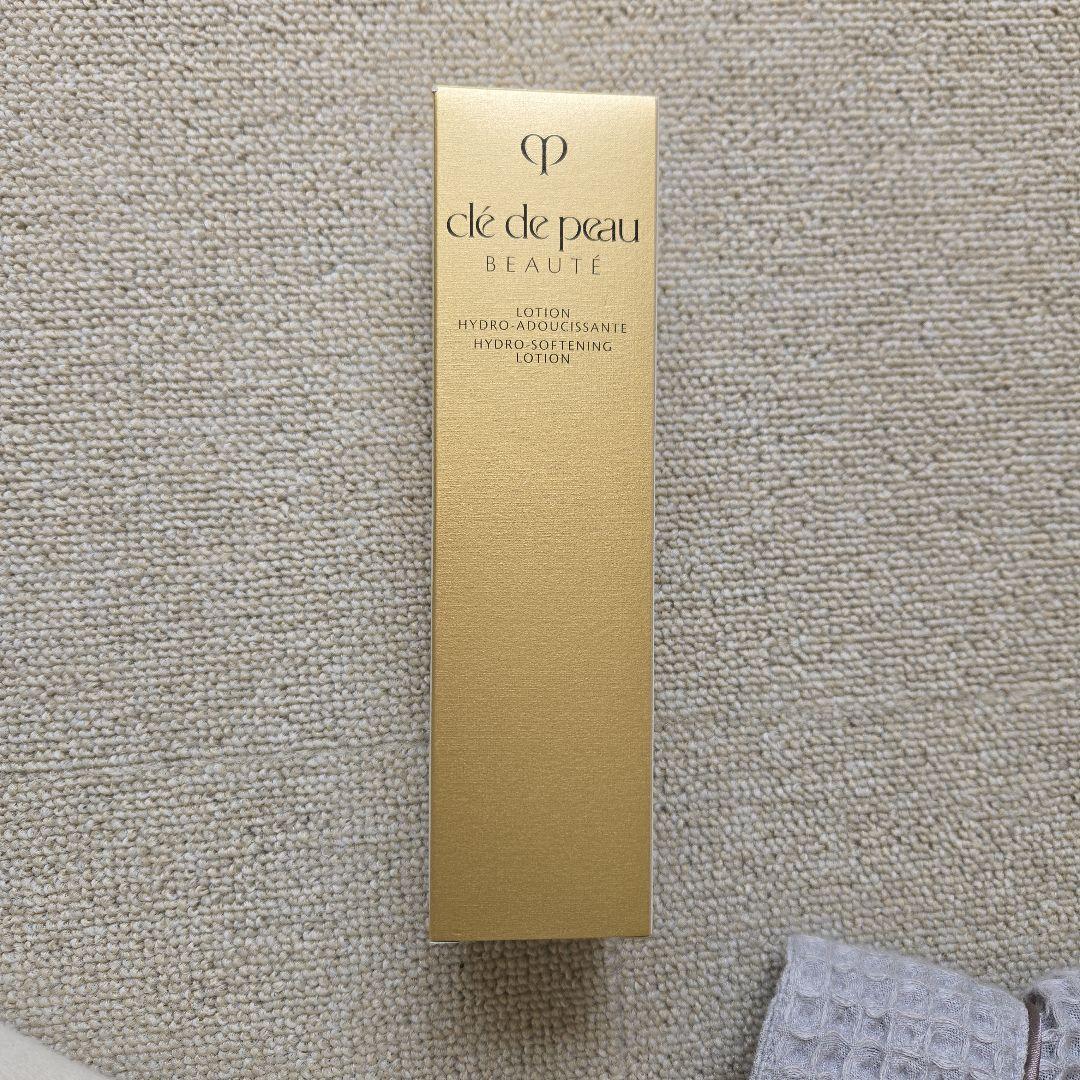 clé de peau
BEAUTÉ
LOTION
HYDRO-ADOUCISSANTE
HYDRO-SOFTENING
LOTION